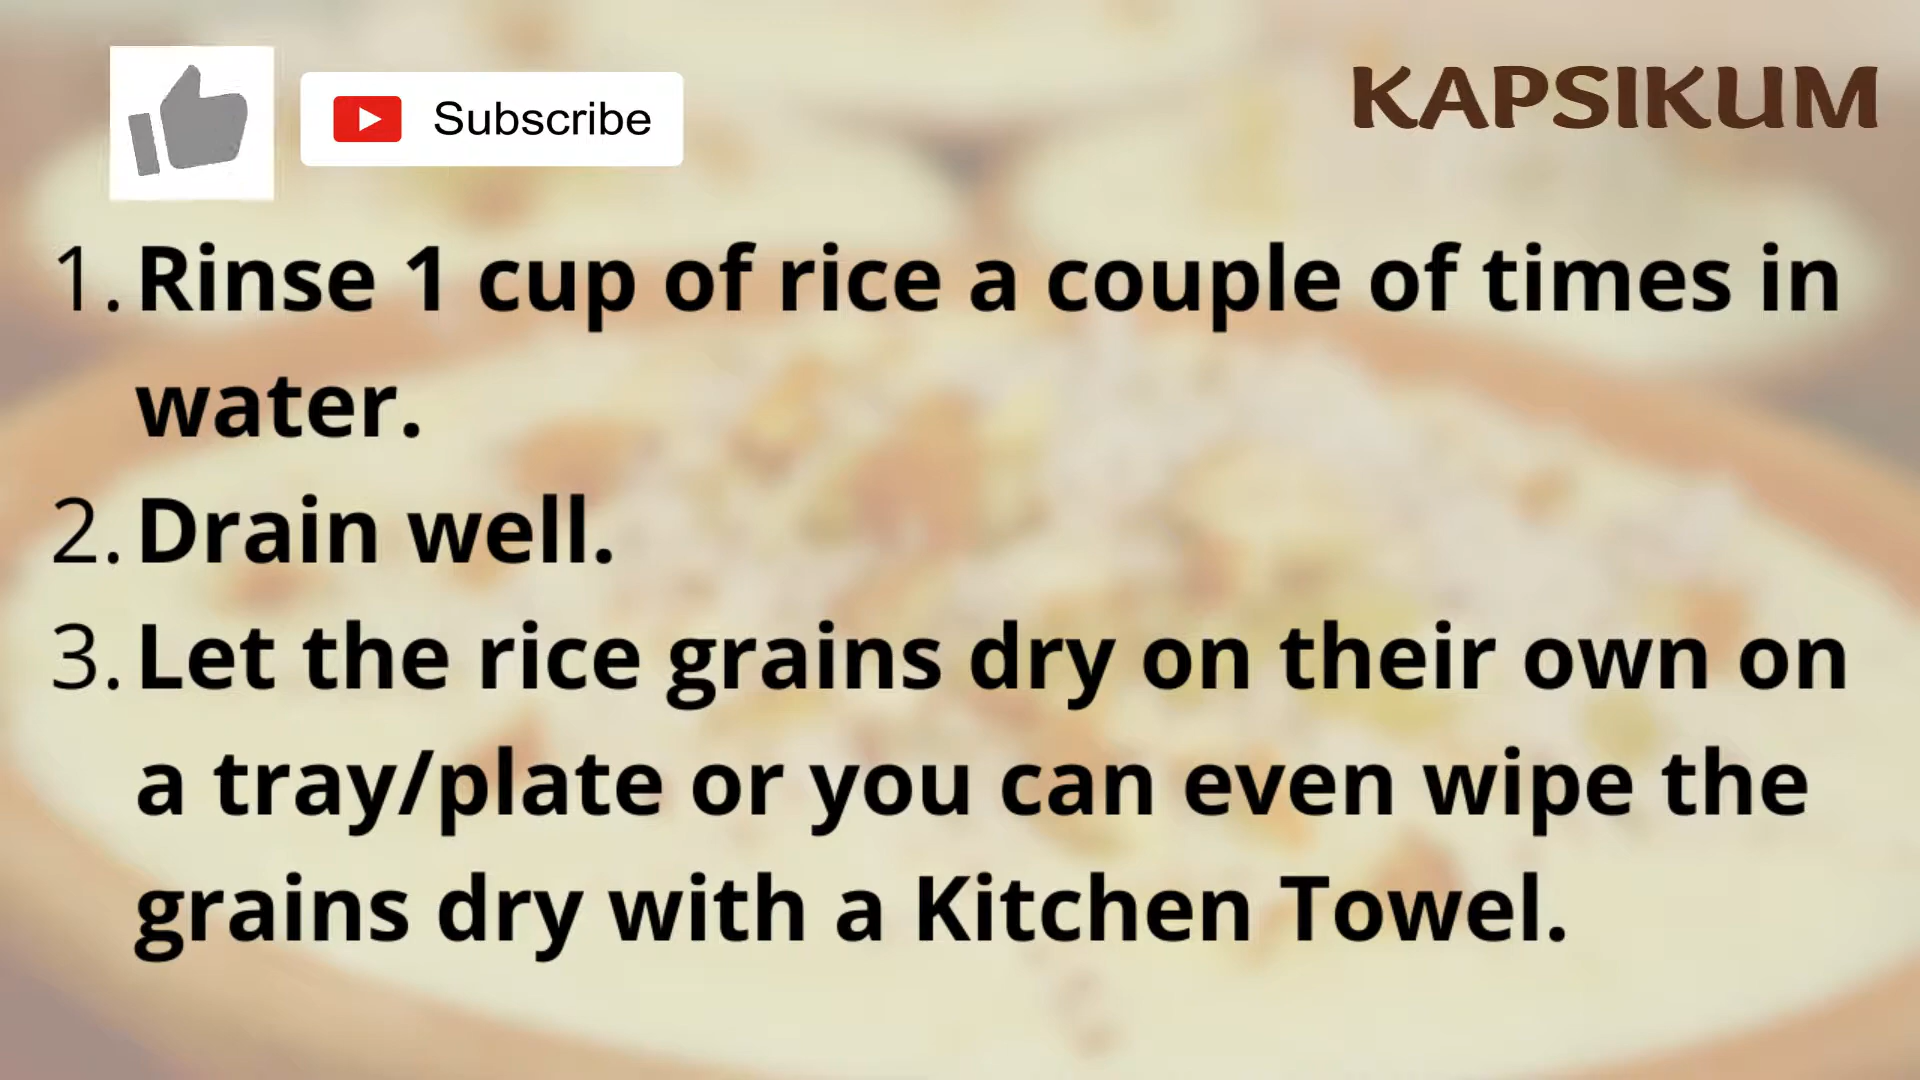 Subscribe
KAPSIKUM
1. Rinse 1 cup of rice a couple of times in
water.
2. Drain well.
3. Let the rice grains dry on their own on
a tray/plate or you can even wipe the
grains dry with a Kitchen Towel.